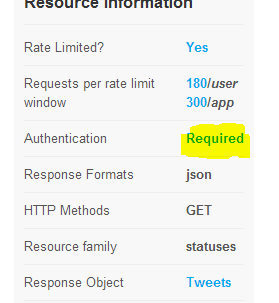 Resource Information
Rate Limited? Yes
Requests per rate limit window 180/user
300/app
Authentication Required
Response Formats json
HTTP Methods GET
Resource family statuses
Response Object Tweets